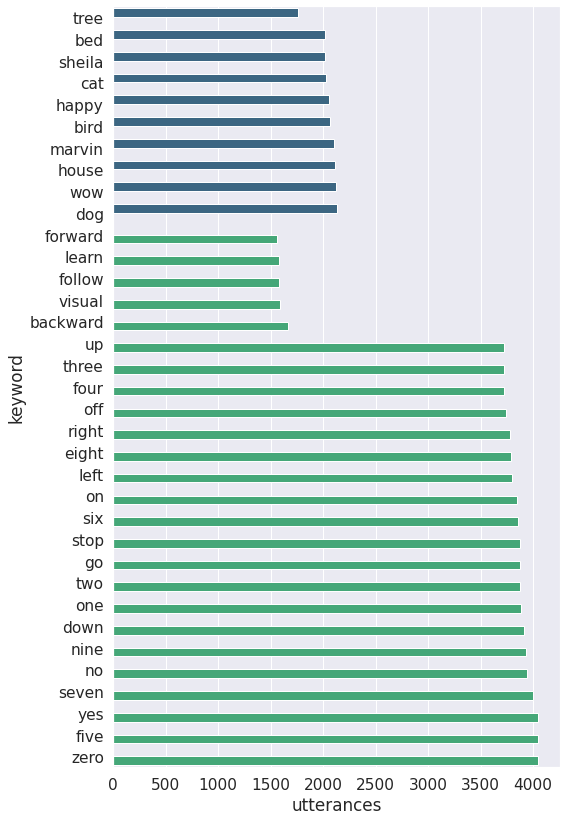 tree
bed
sheila
cat
happy
bird
marvin
house
wow
dog
forward
learn
follow
visual
backward
up
three
four
off
right
eight
left
on
six
stop
go
two
one
down
nine
no
seven
yes
five
zero
keyword
0 500 1000 1500 2000 2500 3000 3500 4000
utterances